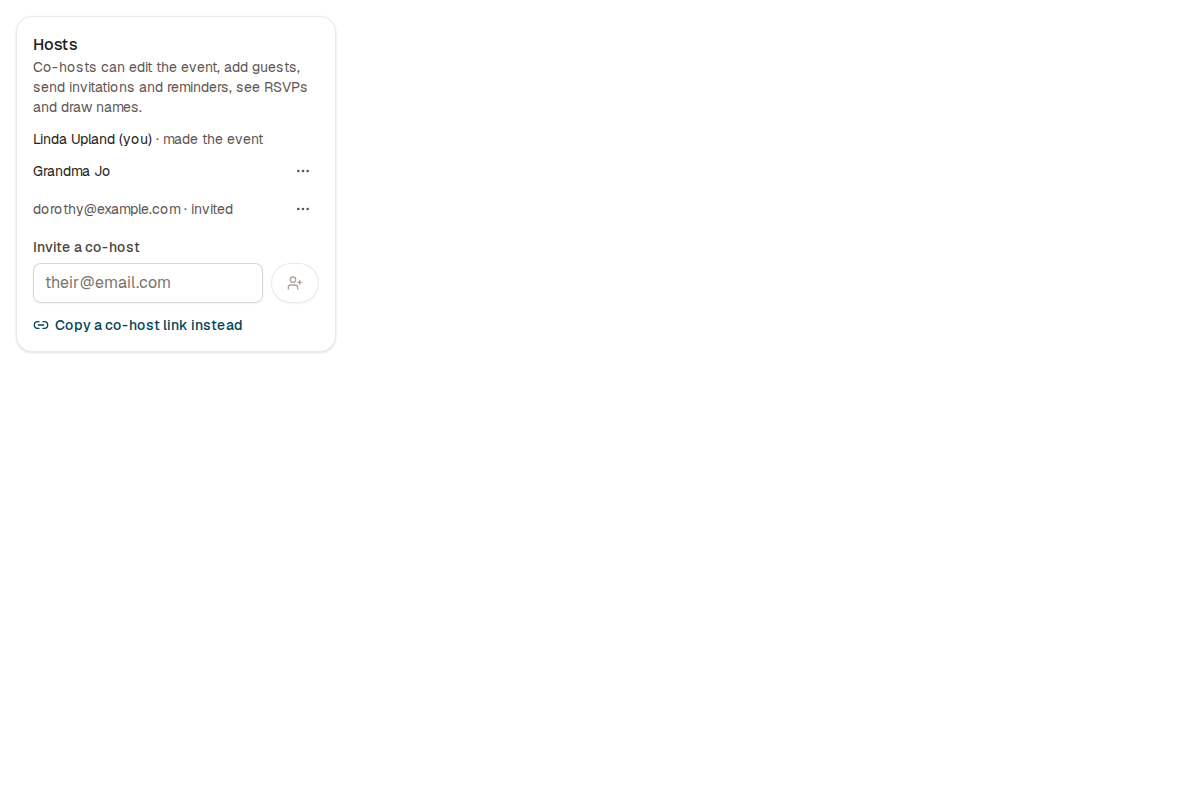 Hosts
Co-hosts can edit the event, add guests,
send invitations and reminders, see RSVPs
and draw names.
Linda Upland (you) · made the event
Grandma Jo
dorothy@example.com · invited
Invite a co-host
their@email.com
Copy a co-host link instead